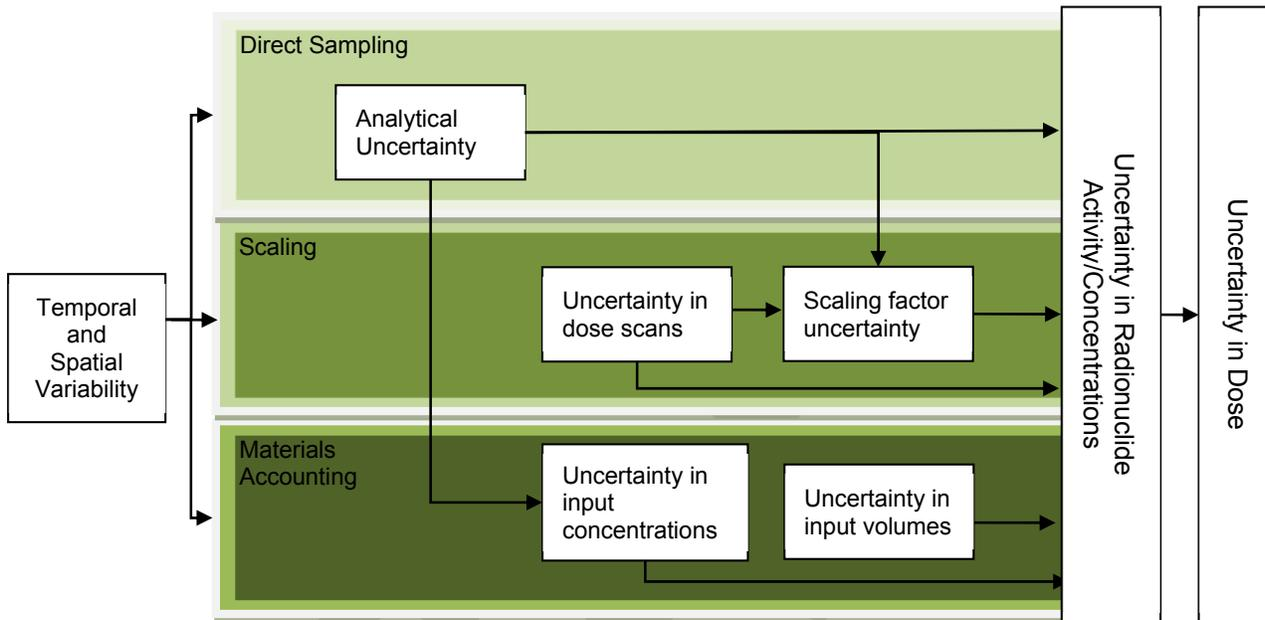 Direct Sampling
Analytical
Uncertainty
Scaling
Uncertainty in
dose scans
Scaling factor
uncertainty
Temporal
and
Spatial
Variability
Materials
Accounting
Uncertainty in
input
concentrations
Uncertainty in
input volumes
Uncertainty in Radionuclide
Activity/Concentrations
Uncertainty in Dose